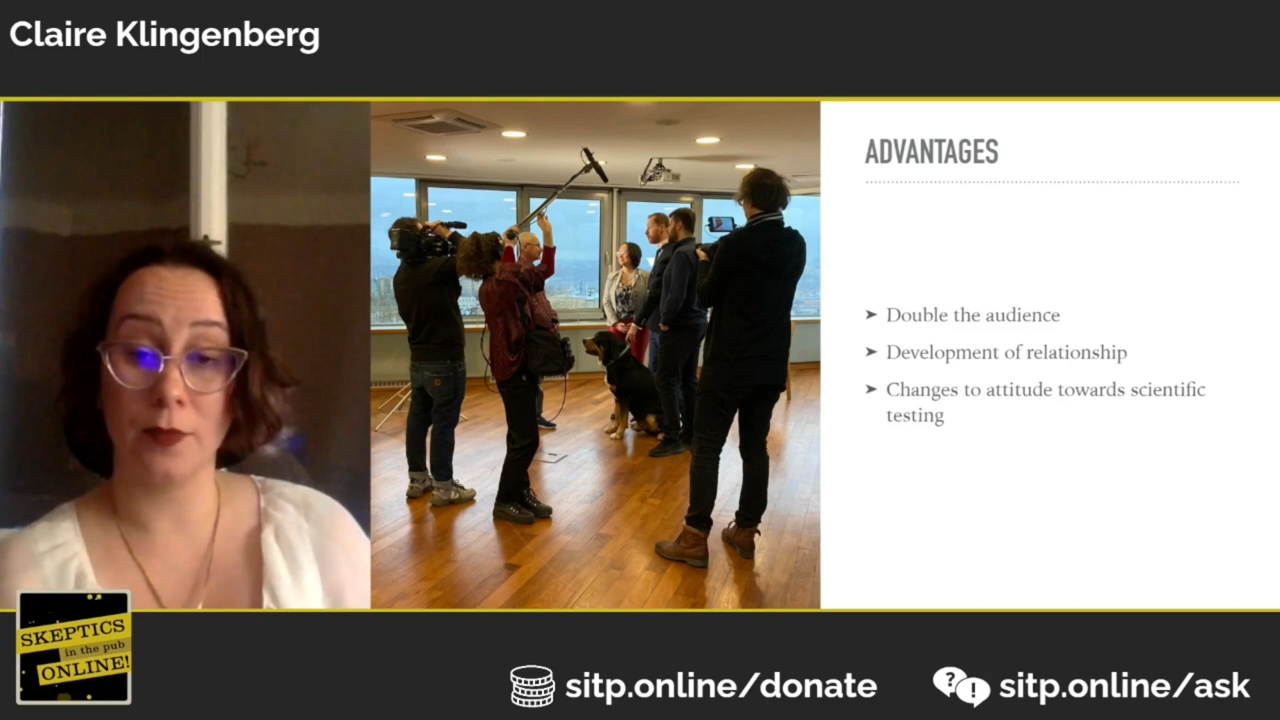 Claire Klingenberg
ADVANTAGES
➤ Double the audience
➤ Development of relationship
➤ Changes to attitude towards scientific
testing
SKEPTICS
in the pub
ONLINE!
sitp.online/donate
? !
sitp.online/ask